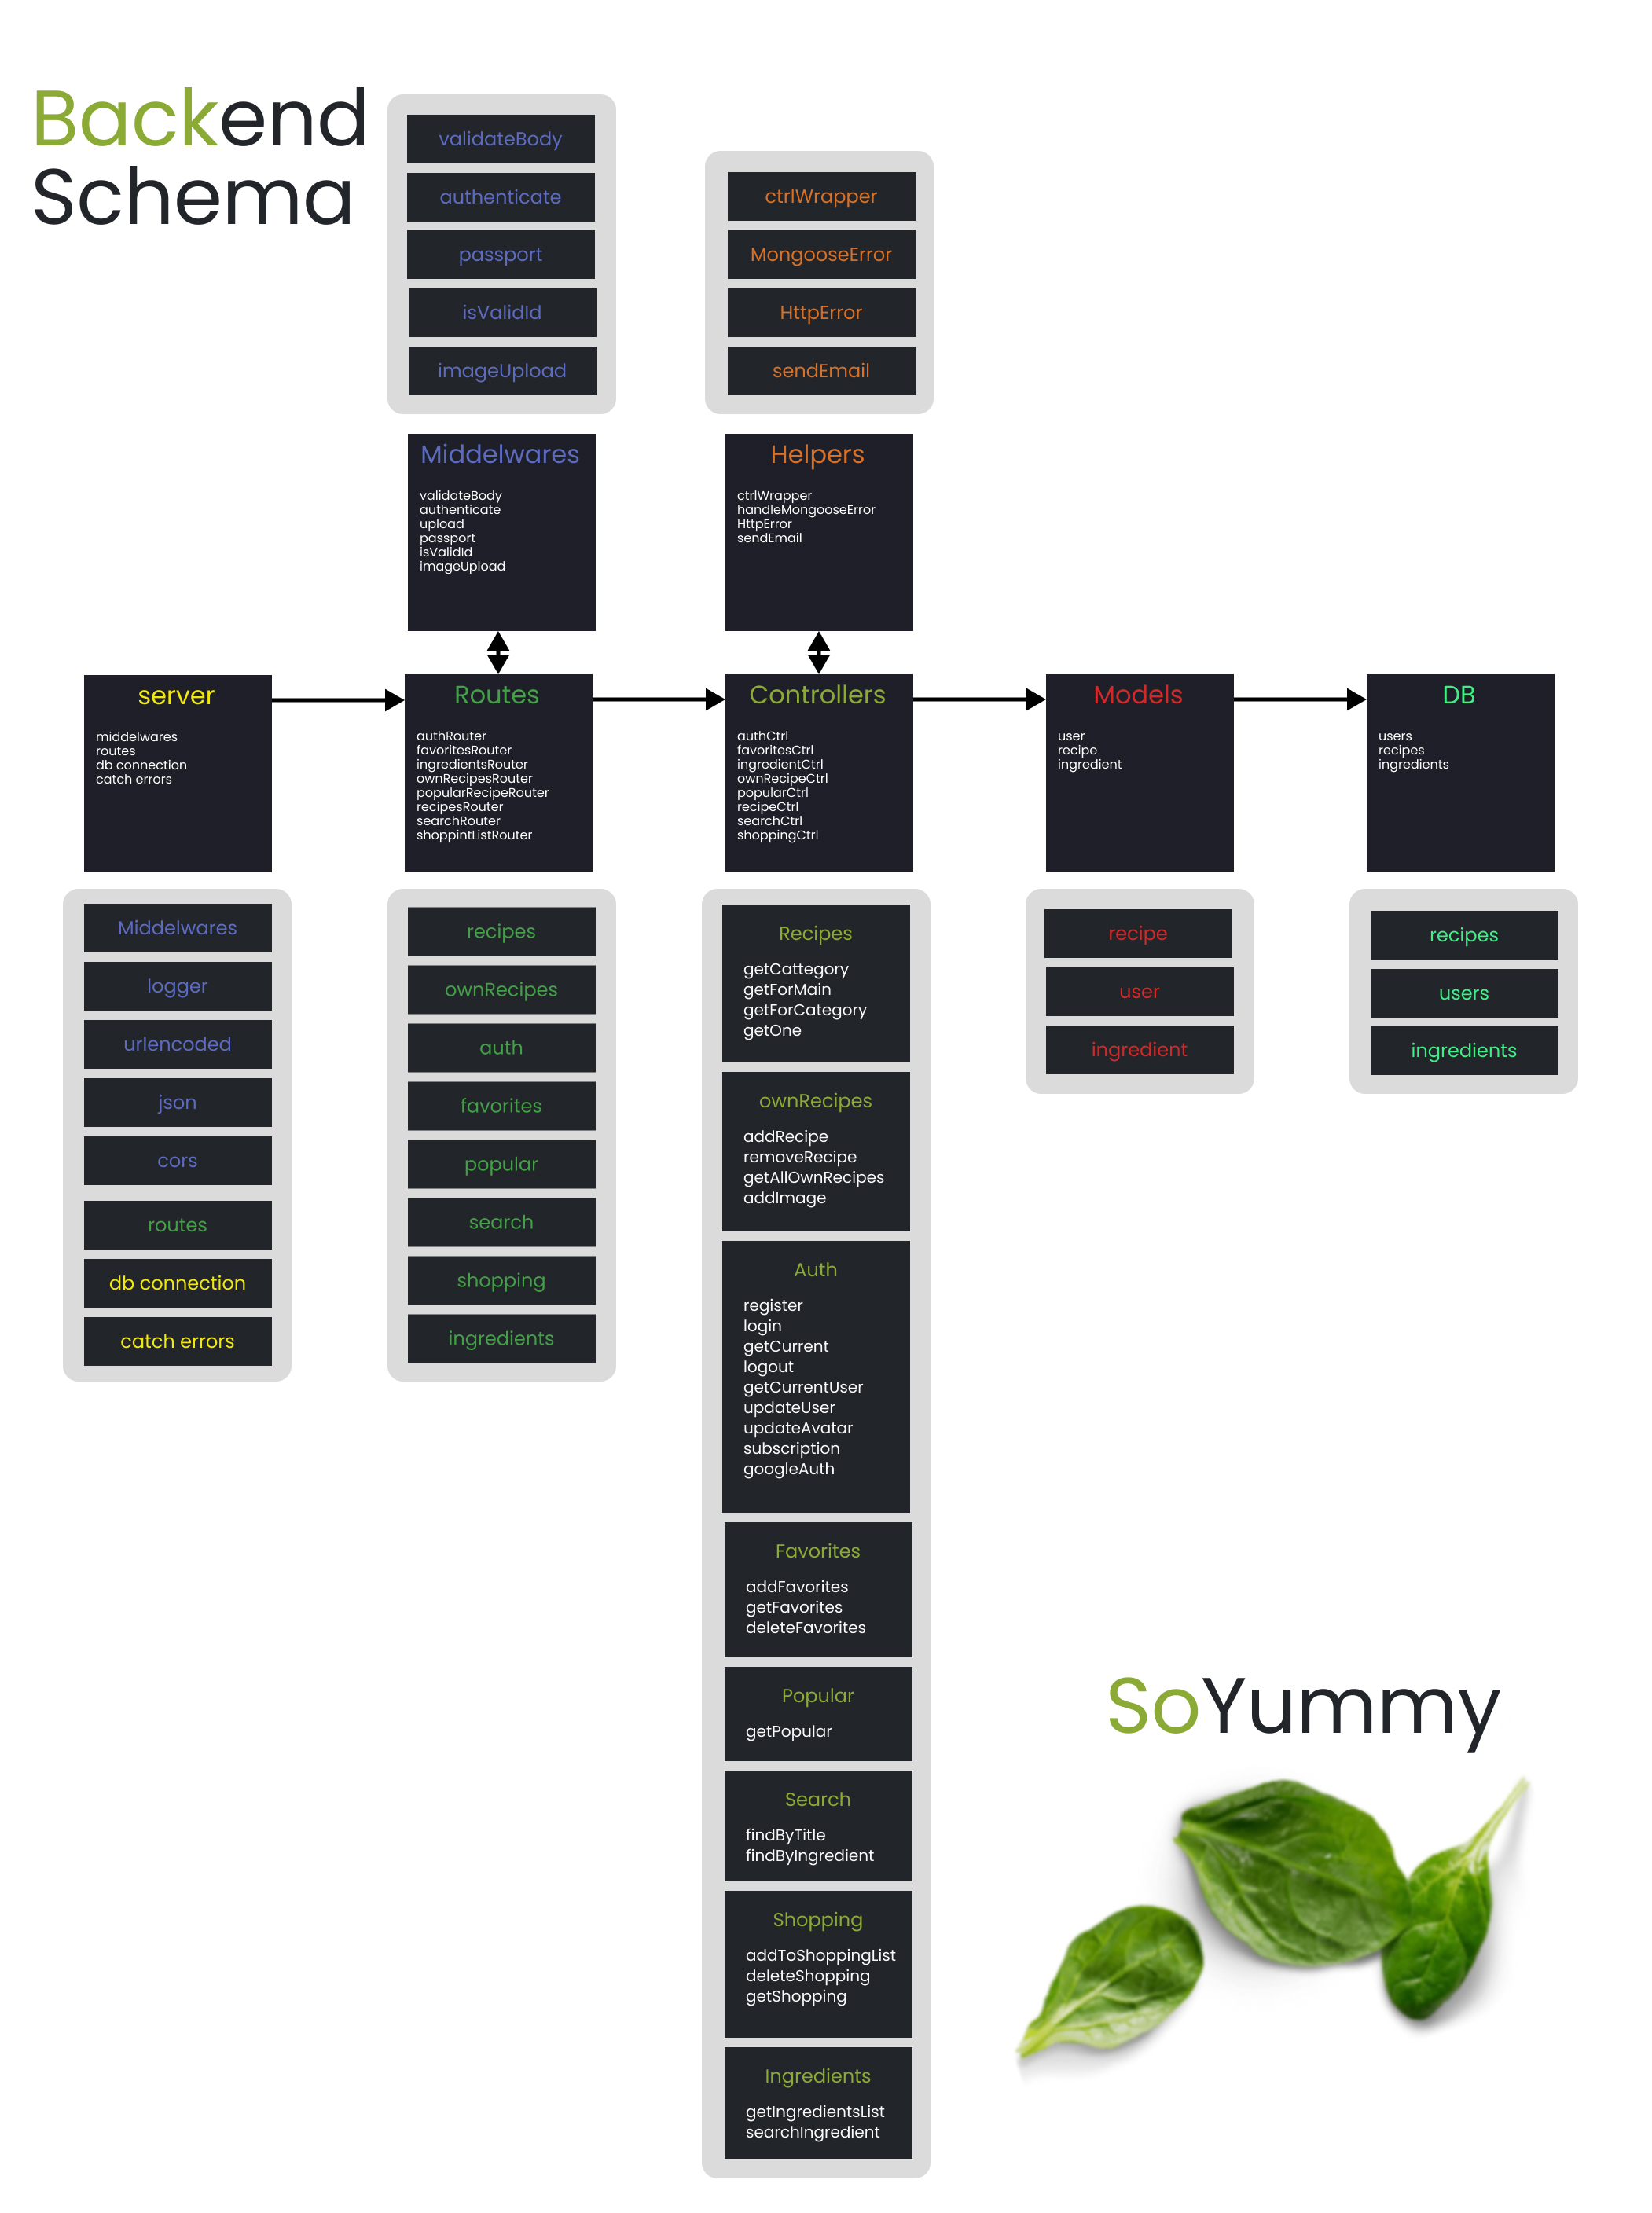 Backend
Schema
validateBody
authenticate
passport
isValidId
imageUpload
ctrlWrapper
MongooseError
HttpError
sendEmail
Middelwares
validateBody
authenticate
upload
passport
isValidId
imageUpload
Helpers
ctrlWrapper
handleMongooseError
HttpError
sendEmail
server
middelwares
routes
db connection
catch errors
Routes
authRouter
favoritesRouter
ingredientsRouter
ownRecipesRouter
popularRecipeRouter
recipesRouter
searchRouter
shoppintListRouter
Controllers
authCtrl
favoritesCtrl
ingredientCtrl
ownRecipeCtrl
popularCtrl
recipeCtrl
searchCtrl
shoppingCtrl
Models
user
recipe
ingredient
DB
users
recipes
ingredients
Middelwares
logger
urlencoded
json
cors
routes
db connection
catch errors
recipes
ownRecipes
auth
favorites
popular
search
shopping
ingredients
Recipes
getCattegory
getForMain
getForCategory
getOne
ownRecipes
addRecipe
removeRecipe
getAllOwnRecipes
addImage
Auth
register
login
getCurrent
logout
getCurrentUser
updateUser
updateAvatar
subscription
googleAuth
Favorites
addFavorites
getFavorites
deleteFavorites
Popular
getPopular
Search
findByTitle
findByIngredient
Shopping
addToShoppingList
deleteShopping
getShopping
Ingredients
getIngredientsList
searchIngredient
recipe
user
ingredient
recipes
users
ingredients
SoYummy